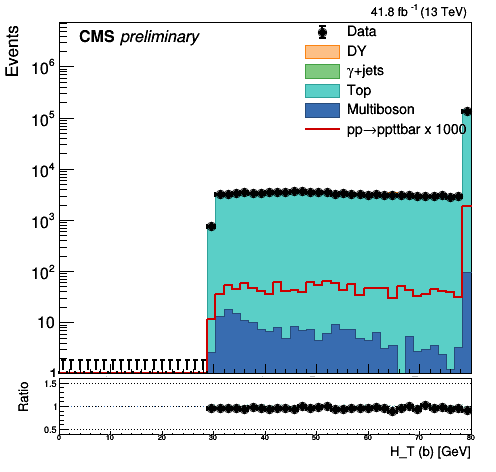 41.8 fb⁻¹ (13 TeV)
CMS preliminary
Events
Data
DY
γ+jets
Top
Multiboson
pp→ppttbar x 1000
10⁶
10⁵
10⁴
10³
10²
10
1
Ratio
1.5
1
0.5
0 10 20 30 40 50 60 70 80
H_T (b) [GeV]